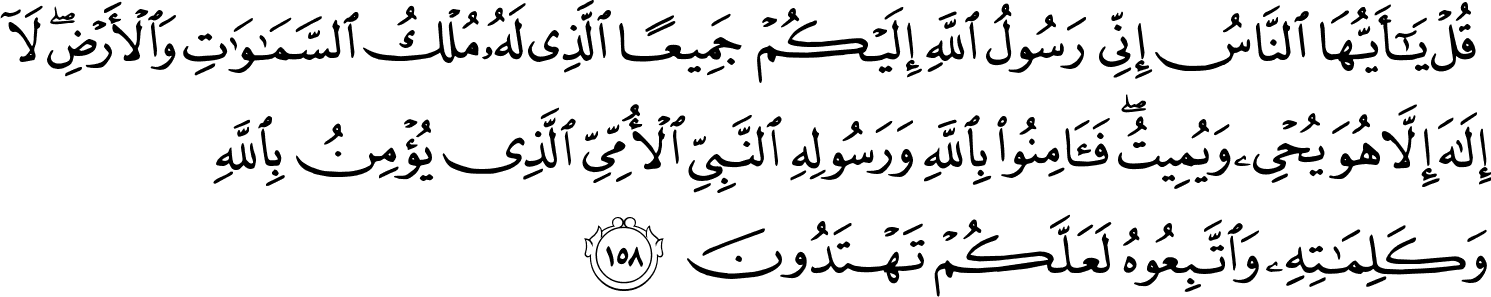 قُلْ يَـٰٓأَيُّهَا ٱلنَّاسُ إِنِّى رَسُولُ ٱللَّهِ إِلَيْكُمْ جَمِيعًا ٱلَّذِى لَهُۥ مُلْكُ ٱلسَّمَـٰوَٰتِ وَٱلْأَرْضِ ۖ لَآ
إِلَـٰهَ إِلَّا هُوَ يُحْىِۦ وَيُمِيتُ ۖ فَـَٔامِنُوا۟ بِٱللَّهِ وَرَسُولِهِ ٱلنَّبِىِّ ٱلْأُمِّىِّ ٱلَّذِى يُؤْمِنُ بِٱللَّهِ
وَكَلِمَـٰتِهِۦ وَٱتَّبِعُوهُ لَعَلَّكُمْ تَهْتَدُونَ ١٥٨